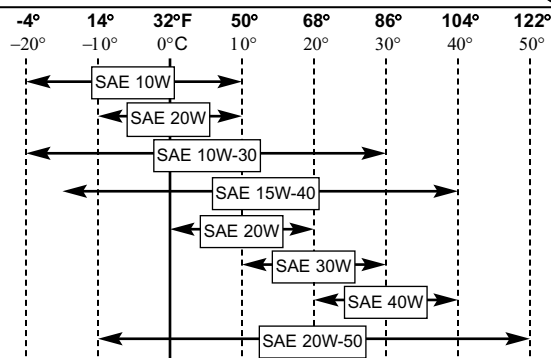 -4° 14° 32°F 50° 68° 86° 104° 122°
–20° –10° 0°C 10° 20° 30° 40° 50°
SAE 10W
SAE 20W
SAE 10W-30
SAE 15W-40
SAE 20W
SAE 30W
SAE 40W
SAE 20W-50